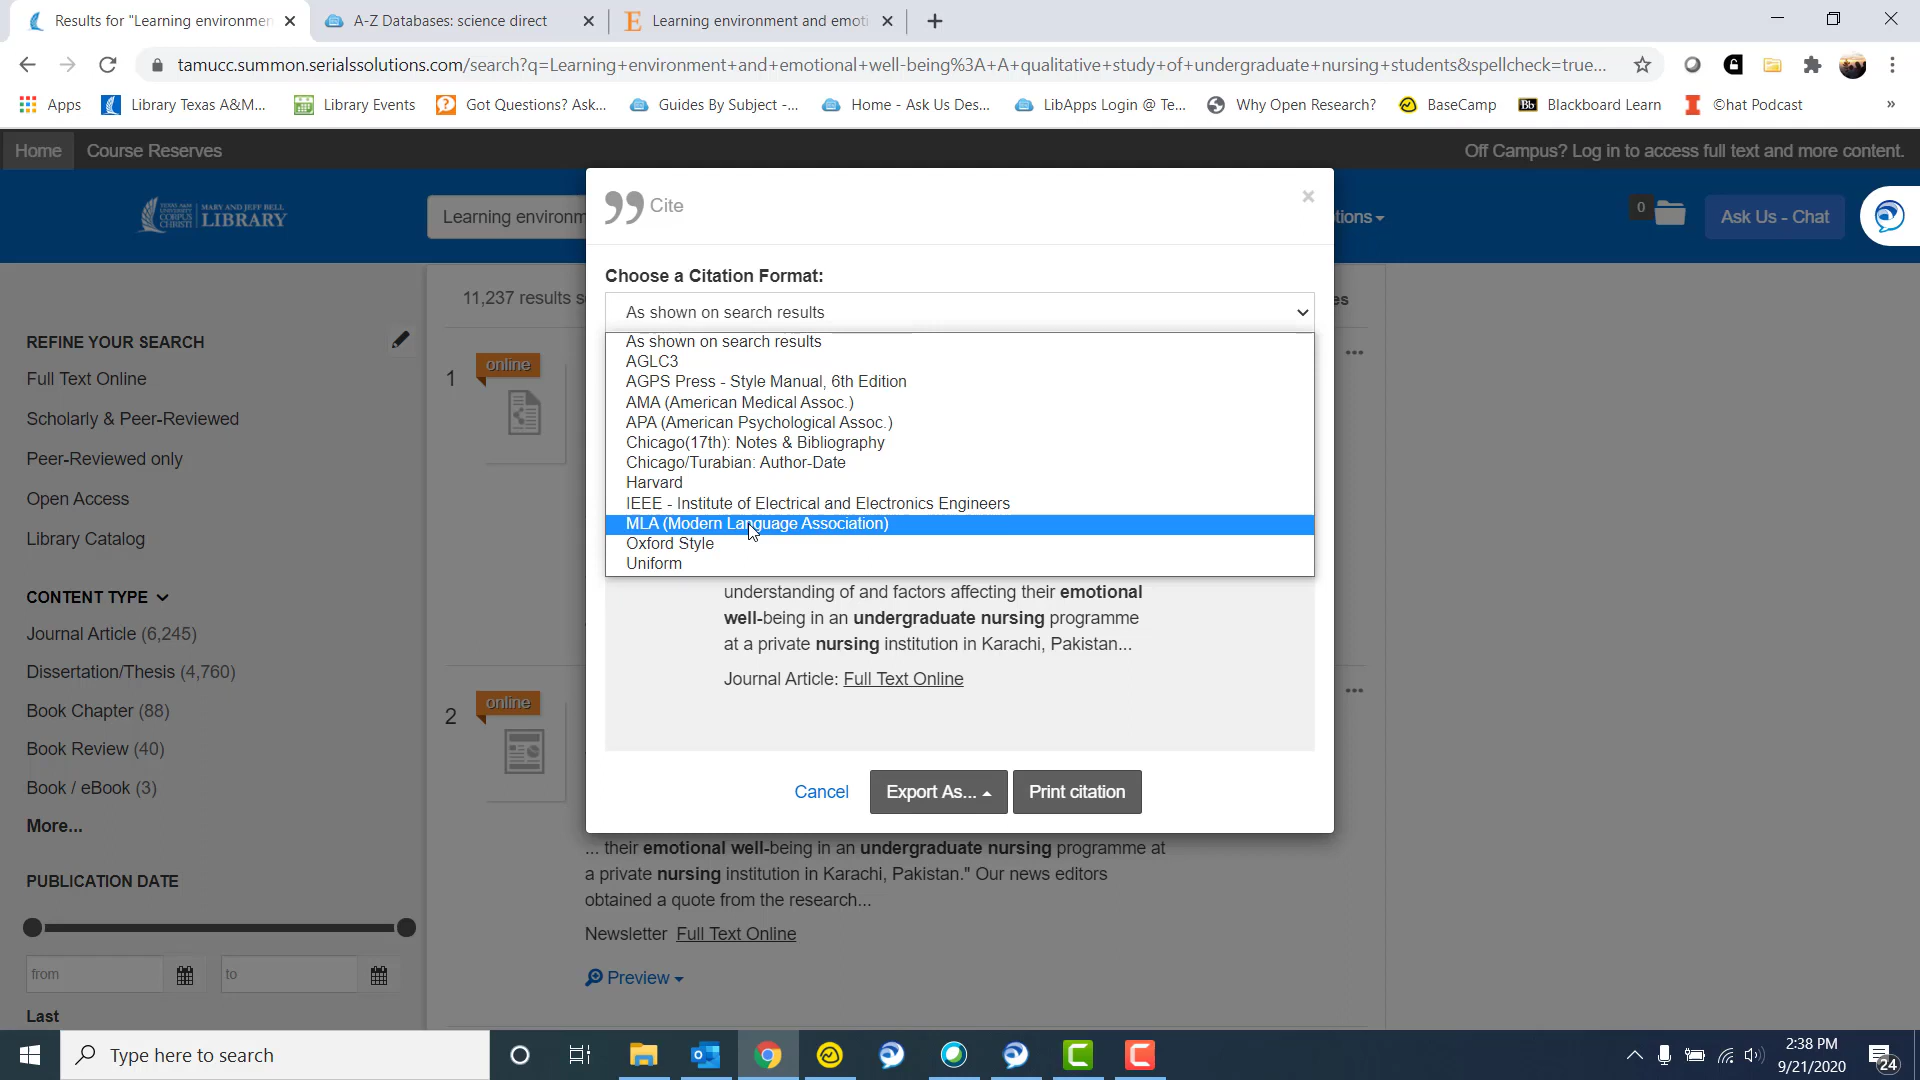 Results for "Learning environmen
A-Z Databases: science direct
Learning environment and emoti
tamucc.summon.serialssolutions.com/search?q=Learning+environment+and+emotional+well-being%3A+A+qualitative+study+of+undergraduate+nursing+students&spellcheck=true...
Apps
Library Texas A&M...
Library Events
Got Questions? Ask...
Guides By Subject -...
Home - Ask Us Des...
LibApps Login @ Te...
Why Open Research?
BaseCamp
Bb
Blackboard Learn
©hat Podcast
»
Home
Course Reserves
Off Campus? Log in to access full text and more content.
TEXAS A&M UNIVERSITY CORPUS CHRISTI
MARY AND JEFF BELL
LIBRARY
Learning environm
tions
0
Ask Us - Chat
Cite
×
Choose a Citation Format:
As shown on search results
As shown on search results
AGLC3
AGPS Press - Style Manual, 6th Edition
AMA (American Medical Assoc.)
APA (American Psychological Assoc.)
Chicago(17th): Notes & Bibliography
Chicago/Turabian: Author-Date
Harvard
IEEE - Institute of Electrical and Electronics Engineers
MLA (Modern Language Association)
Oxford Style
Uniform
understanding of and factors affecting their emotional
well-being in an undergraduate nursing programme
at a private nursing institution in Karachi, Pakistan...
Journal Article: Full Text Online
Cancel
Export As...
Print citation
11,237 results s
es
REFINE YOUR SEARCH
Full Text Online
Scholarly & Peer-Reviewed
Peer-Reviewed only
Open Access
Library Catalog
CONTENT TYPE
Journal Article (6,245)
Dissertation/Thesis (4,760)
Book Chapter (88)
Book Review (40)
Book / eBook (3)
More...
PUBLICATION DATE
from
to
Last
1
online
2
online
... their emotional well-being in an undergraduate nursing programme at
a private nursing institution in Karachi, Pakistan." Our news editors
obtained a quote from the research...
Newsletter Full Text Online
Preview
Type here to search
2:38 PM
9/21/2020
24